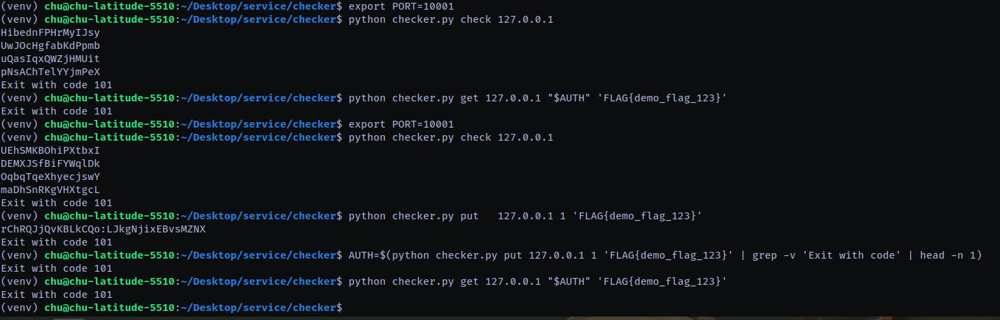 (venv) chu@chu-latitude-5510:~/Desktop/service/checker$ export PORT=10001
(venv) chu@chu-latitude-5510:~/Desktop/service/checker$ python checker.py check 127.0.0.1
HibednFPHrMyIJsy
UwJOcHgfabKdPpmb
uQasIqxQWZjHMUit
pNsAChTelYYjmPeX
Exit with code 101
(venv) chu@chu-latitude-5510:~/Desktop/service/checker$ python checker.py get 127.0.0.1 "$AUTH" 'FLAG{demo_flag_123}'
Exit with code 101
(venv) chu@chu-latitude-5510:~/Desktop/service/checker$ export PORT=10001
(venv) chu@chu-latitude-5510:~/Desktop/service/checker$ python checker.py check 127.0.0.1
UEhSMKBOhiPXtbxI
DEMXJSfBiFYWqlDk
OqbqTqeXhyecjswY
maDhSnRKgVHXtgcL
Exit with code 101
(venv) chu@chu-latitude-5510:~/Desktop/service/checker$ python checker.py put   127.0.0.1 1 'FLAG{demo_flag_123}'
rChRQJjQvKBLkCQo:LJkgNjixEBvsMZNX
Exit with code 101
(venv) chu@chu-latitude-5510:~/Desktop/service/checker$ AUTH=$(python checker.py put 127.0.0.1 1 'FLAG{demo_flag_123}' | grep -v 'Exit with code' | head -n 1)
Exit with code 101
(venv) chu@chu-latitude-5510:~/Desktop/service/checker$ python checker.py get 127.0.0.1 "$AUTH" 'FLAG{demo_flag_123}'
Exit with code 101
(venv) chu@chu-latitude-5510:~/Desktop/service/checker$